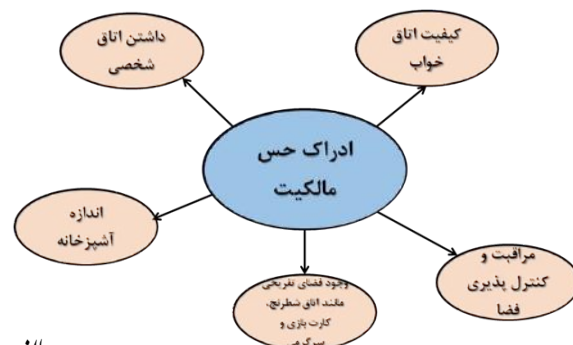 داشتن اتاق
شخصی
کیفیت اتاق
خواب
ادراک حس
مالکیت
اندازه
آشپزخانه
مراقبت و
کنترل پذیری
فضا
وجود فضای تفریحی
مانند اتاق شطرنج،
کارت بازی و
سرگرمی